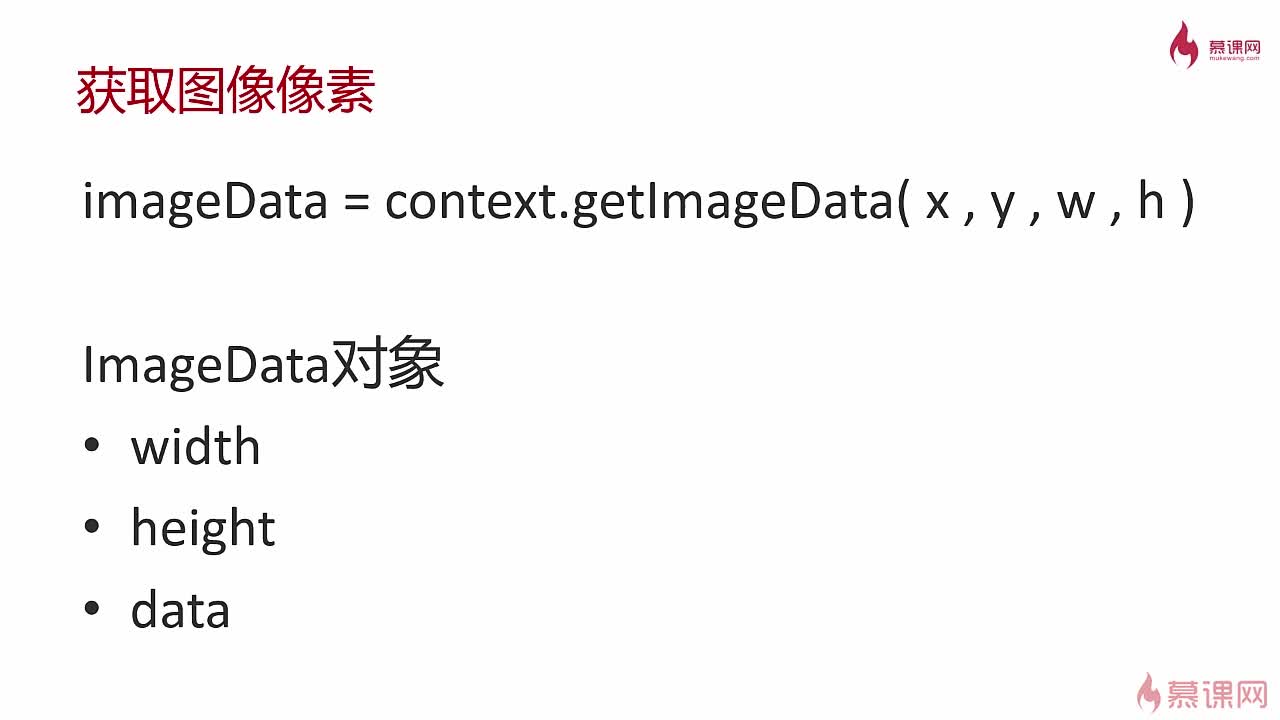 慕课网
mukewang.com
获取图像像素
imageData = context.getImageData( x , y , w , h )
ImageData对象
• width
• height
• data
慕课网